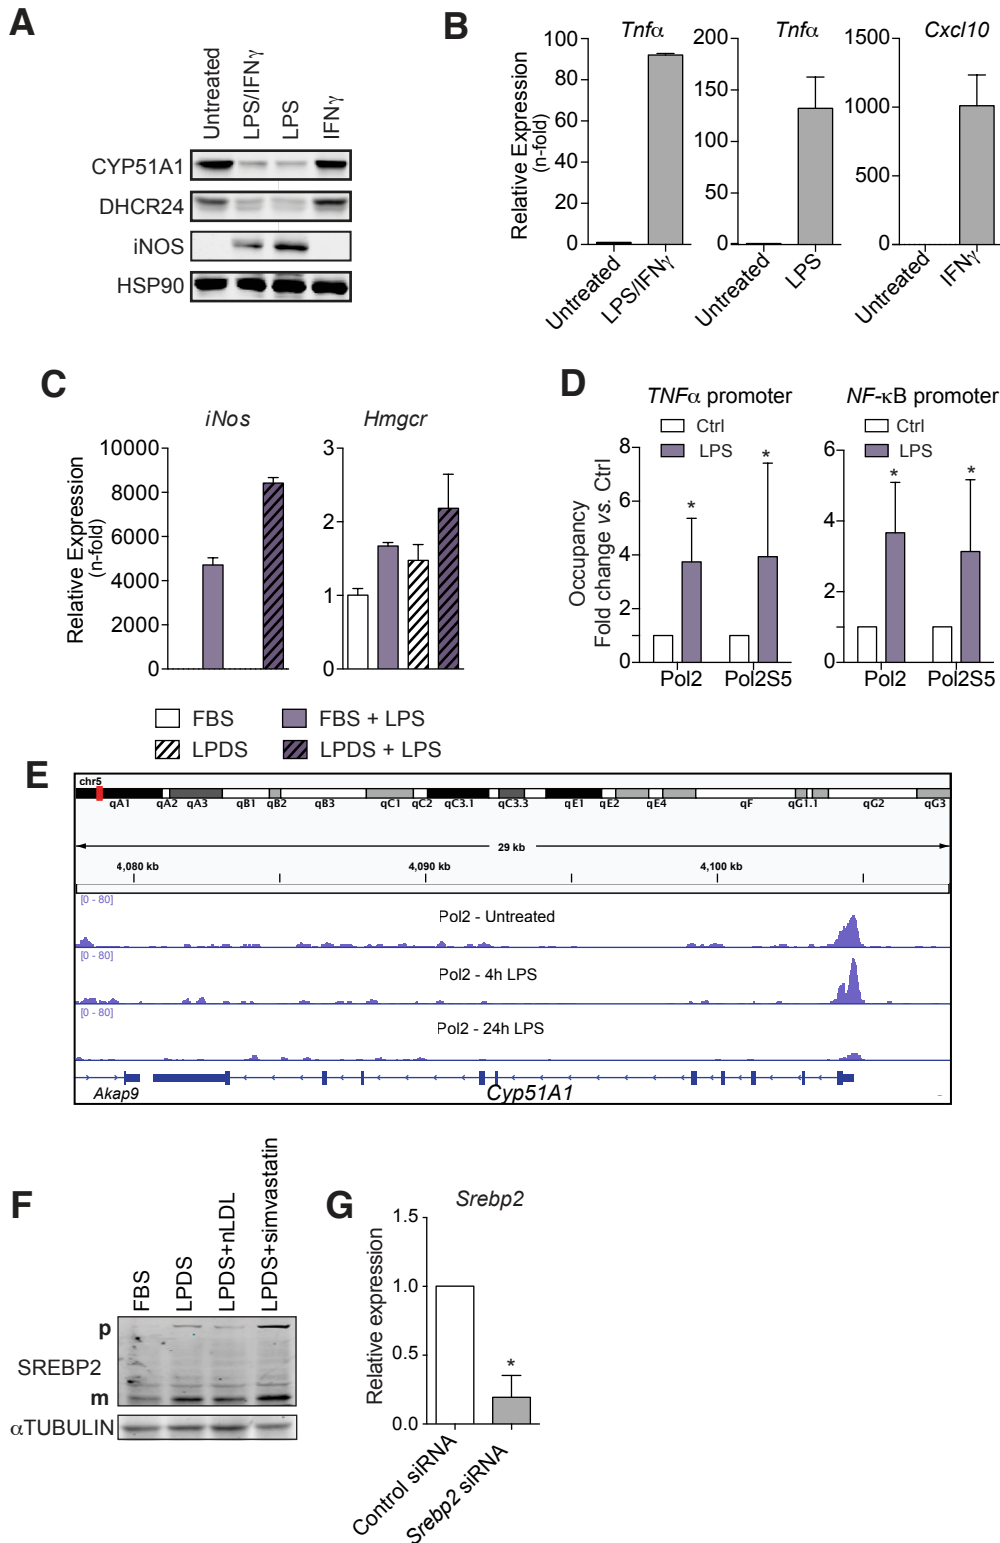 A
Untreated
LPS/IFNγ
LPS
IFNγ
CYP51A1
DHCR24
iNOS
HSP90
B
Relative Expression
(n-fold)
Tnfα
100
80
60
40
20
0
Untreated
LPS/IFNγ
Tnfα
200
150
100
50
0
Untreated
LPS
Cxcl10
1500
1000
500
0
Untreated
IFNγ
C
Relative Expression
(n-fold)
iNos
10000
8000
6000
4000
2000
0
Hmgcr
3
2
1
0
FBS
FBS + LPS
LPDS
LPDS + LPS
D
Occupancy
Fold change vs. Ctrl
TNFα promoter
Ctrl
LPS
8
6
4
2
0
*
*
Pol2
Pol2S5
NF-κB promoter
Ctrl
LPS
6
4
2
0
*
*
Pol2
Pol2S5
E
chr5
qA1 qA2 qA3 qB1 qB2 qB3 qC1 qC2 qC3.1 qC3.3 qE1 qE2 qE4 qF qG1.1 qG2 qG3
29 kb
4,080 kb 4,090 kb 4,100 kb
[0 - 80]
Pol2 - Untreated
[0 - 80]
Pol2 - 4h LPS
[0 - 80]
Pol2 - 24h LPS
Akap9
Cyp51A1
F
FBS
LPDS
LPDS+nLDL
LPDS+simvastatin
p
SREBP2
m
αTUBULIN
G
Srebp2
Relative expression
1.5
1.0
0.5
0.0
*
Control siRNA
Srebp2 siRNA